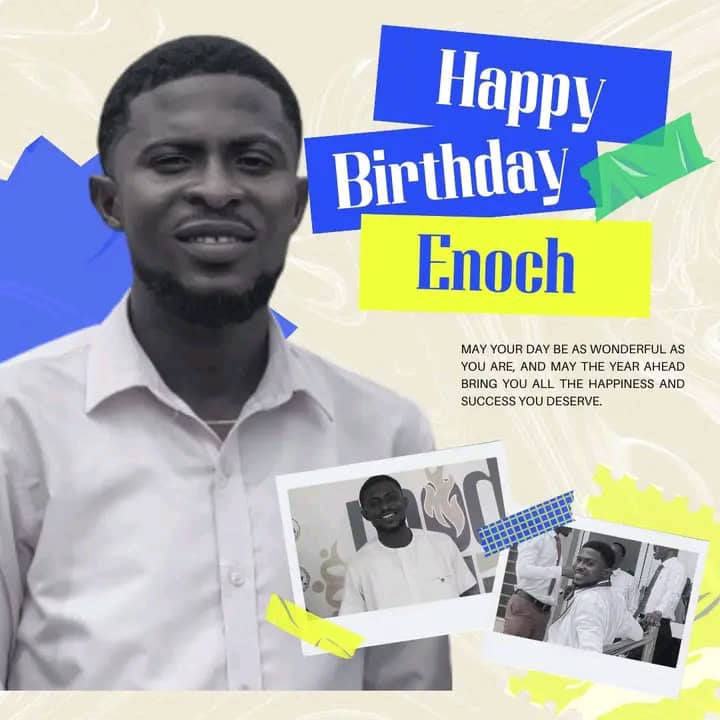 Happy
Birthday
Enoch
MAY YOUR DAY BE AS WONDERFUL AS
YOU ARE, AND MAY THE YEAR AHEAD
BRING YOU ALL THE HAPPINESS AND
SUCCESS YOU DESERVE.